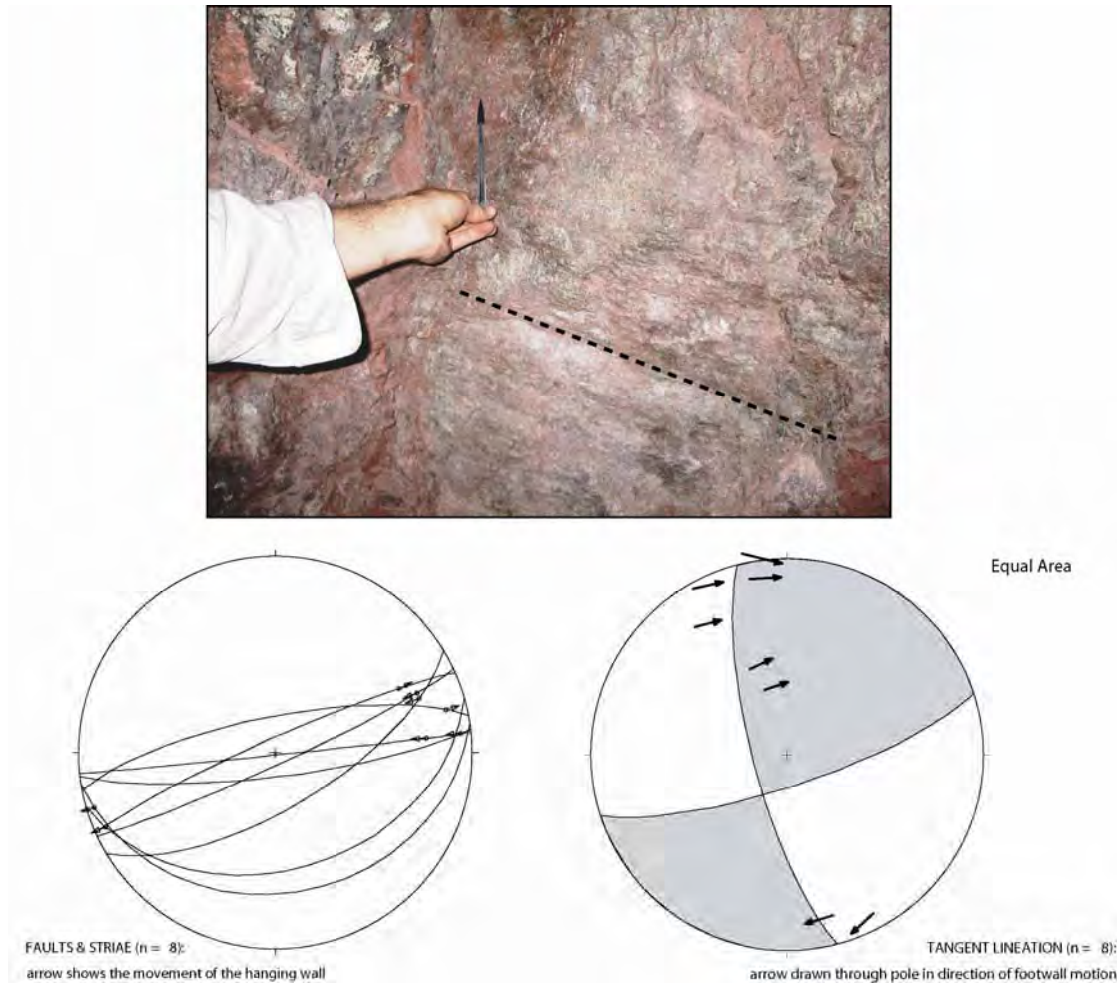 Equal Area
FAULTS & STRIAE (n = 8):
arrow shows the movement of the hanging wall
TANGENT LINEATION (n = 8):
arrow drawn through pole in direction of footwall motion